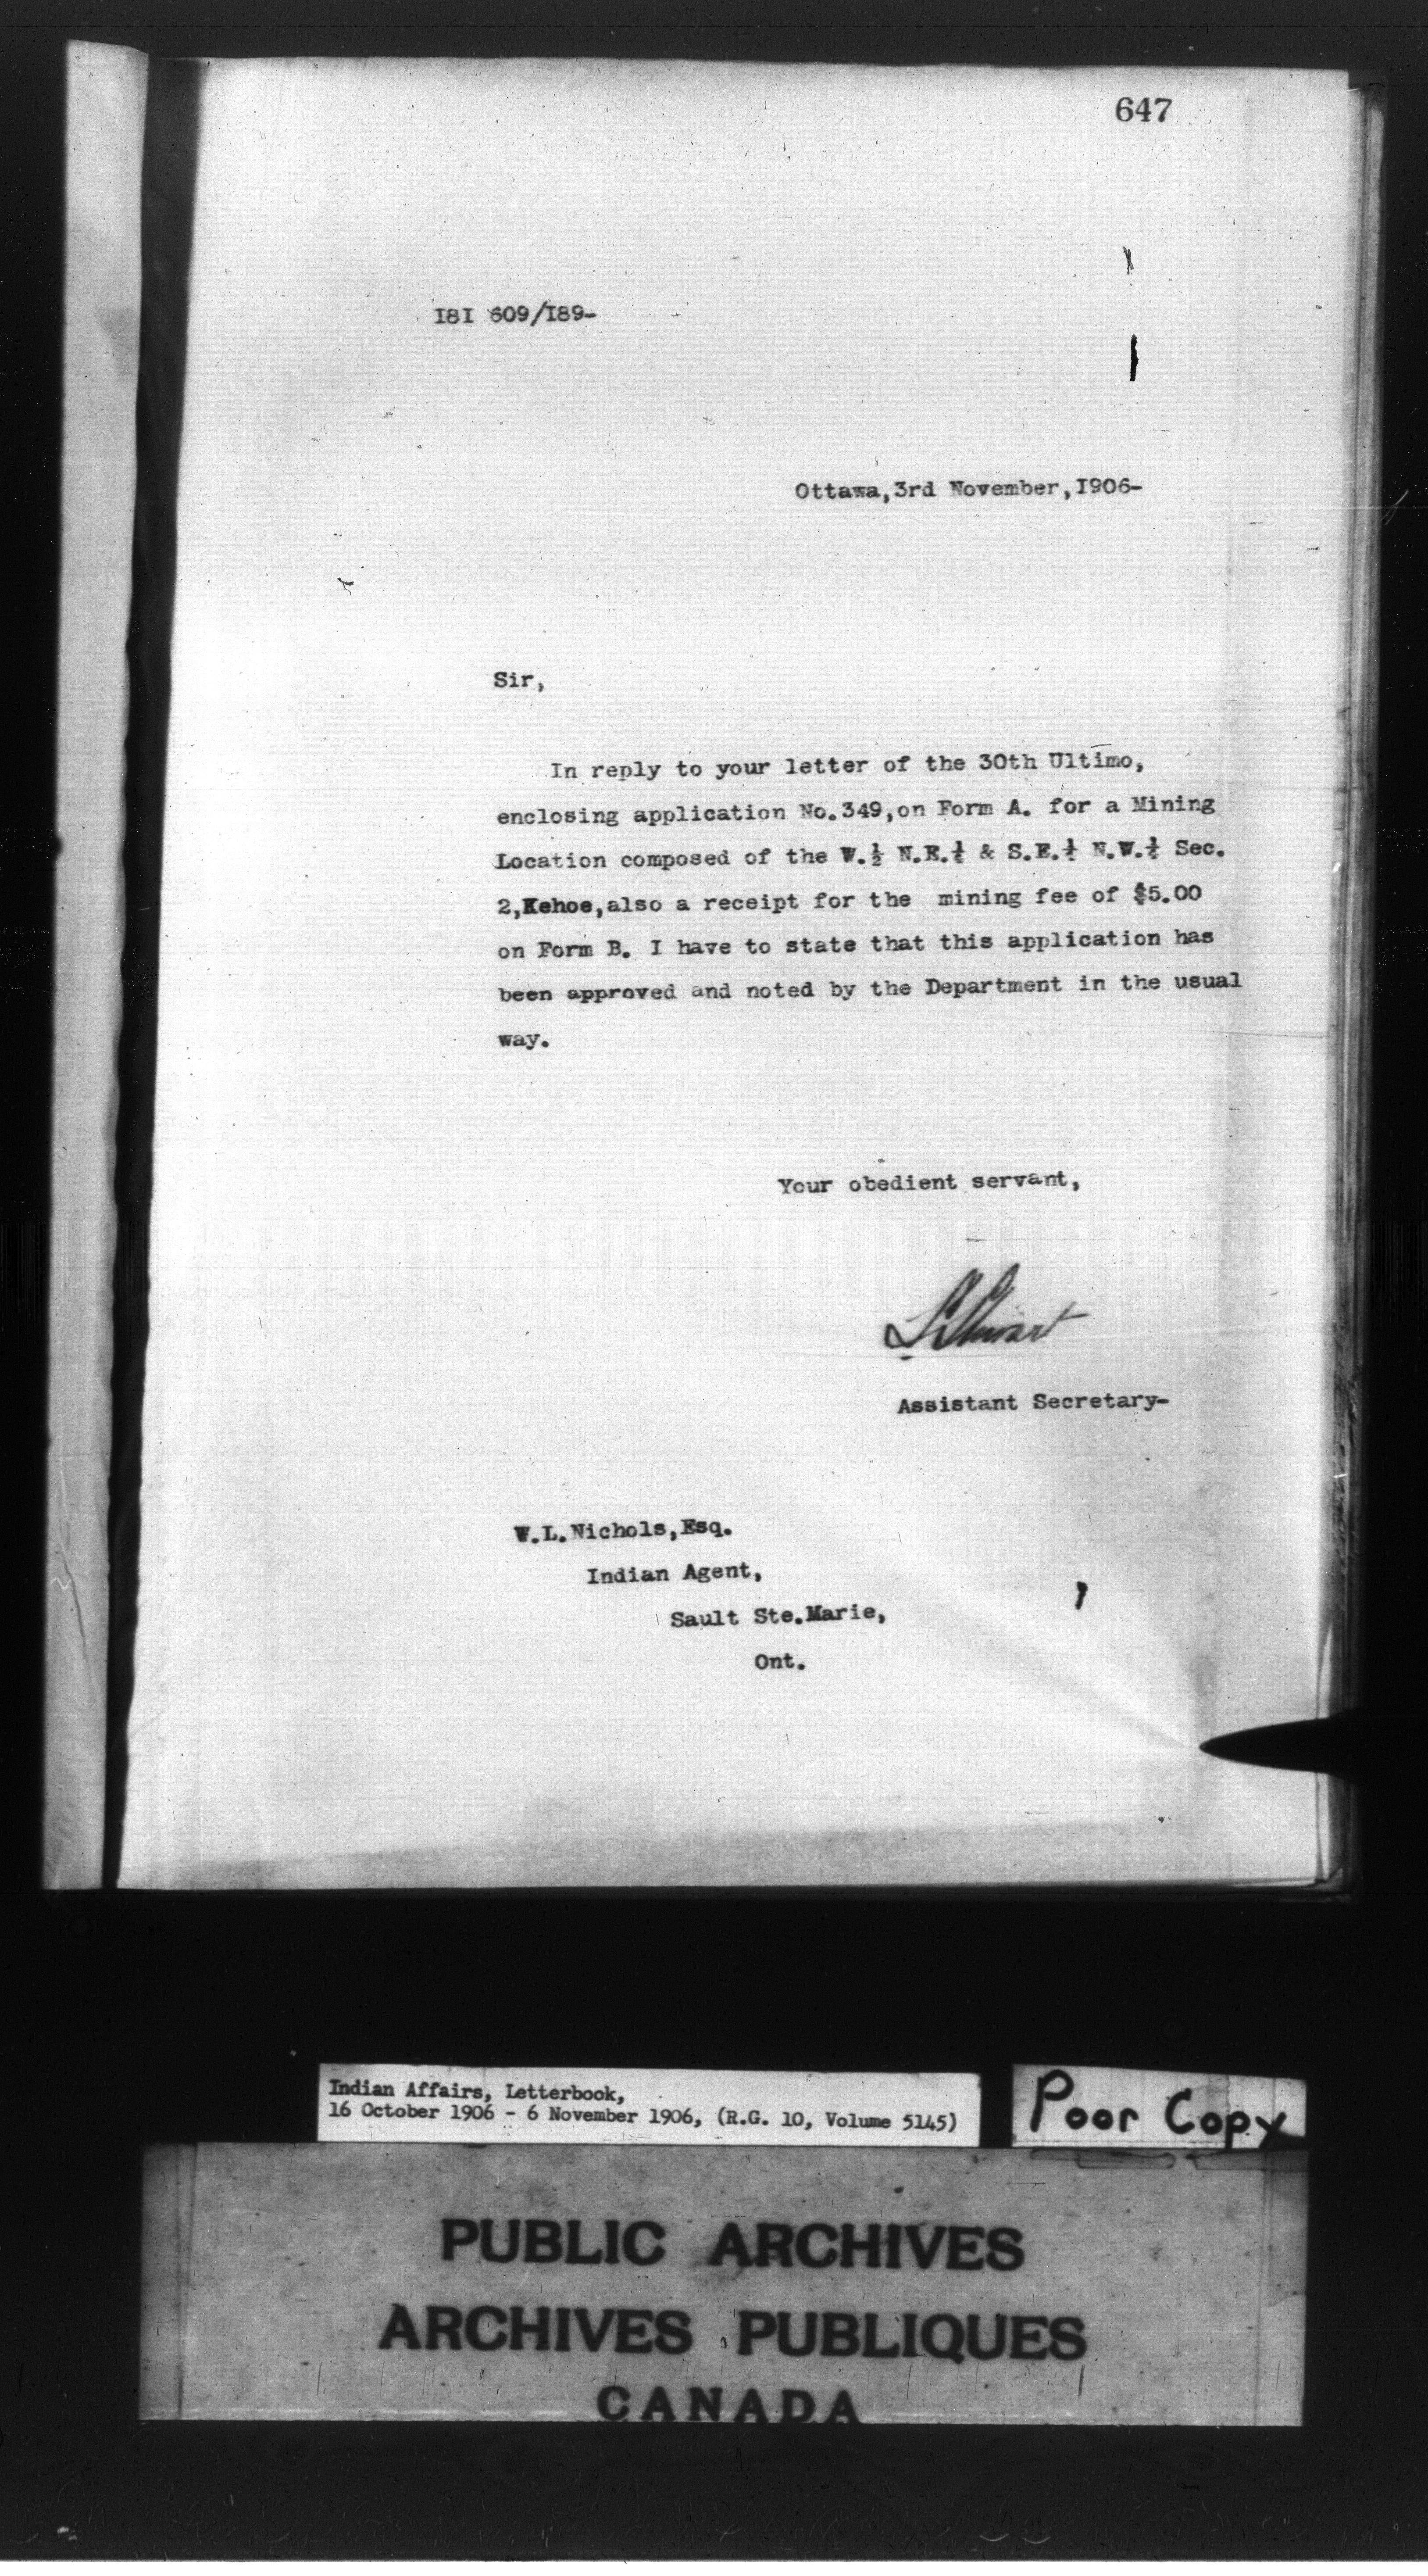 647
I8I 609/I89-
Ottawa,3rd November,I906-
Sir,
In reply to your letter of the 30th Ultimo,
enclosing application No.349,on Form A. for a Mining
Location composed of the W.½ N.E.¼ & S.E.¼ N.W.¼ Sec.
2,Kehoe,also a receipt for the mining fee of $5.00
on Form B. I have to state that this application has
been approved and noted by the Department in the usual
way.
Your obedient servant,
S Stewart
Assistant Secretary-
W.L.Nichols,Esq.
Indian Agent,
Sault Ste.Marie,
Ont.
Indian Affairs, Letterbook,
16 October 1906 - 6 November 1906, (R.G. 10, Volume 5145)
Poor Copy
PUBLIC ARCHIVES
ARCHIVES PUBLIQUES
CANADA